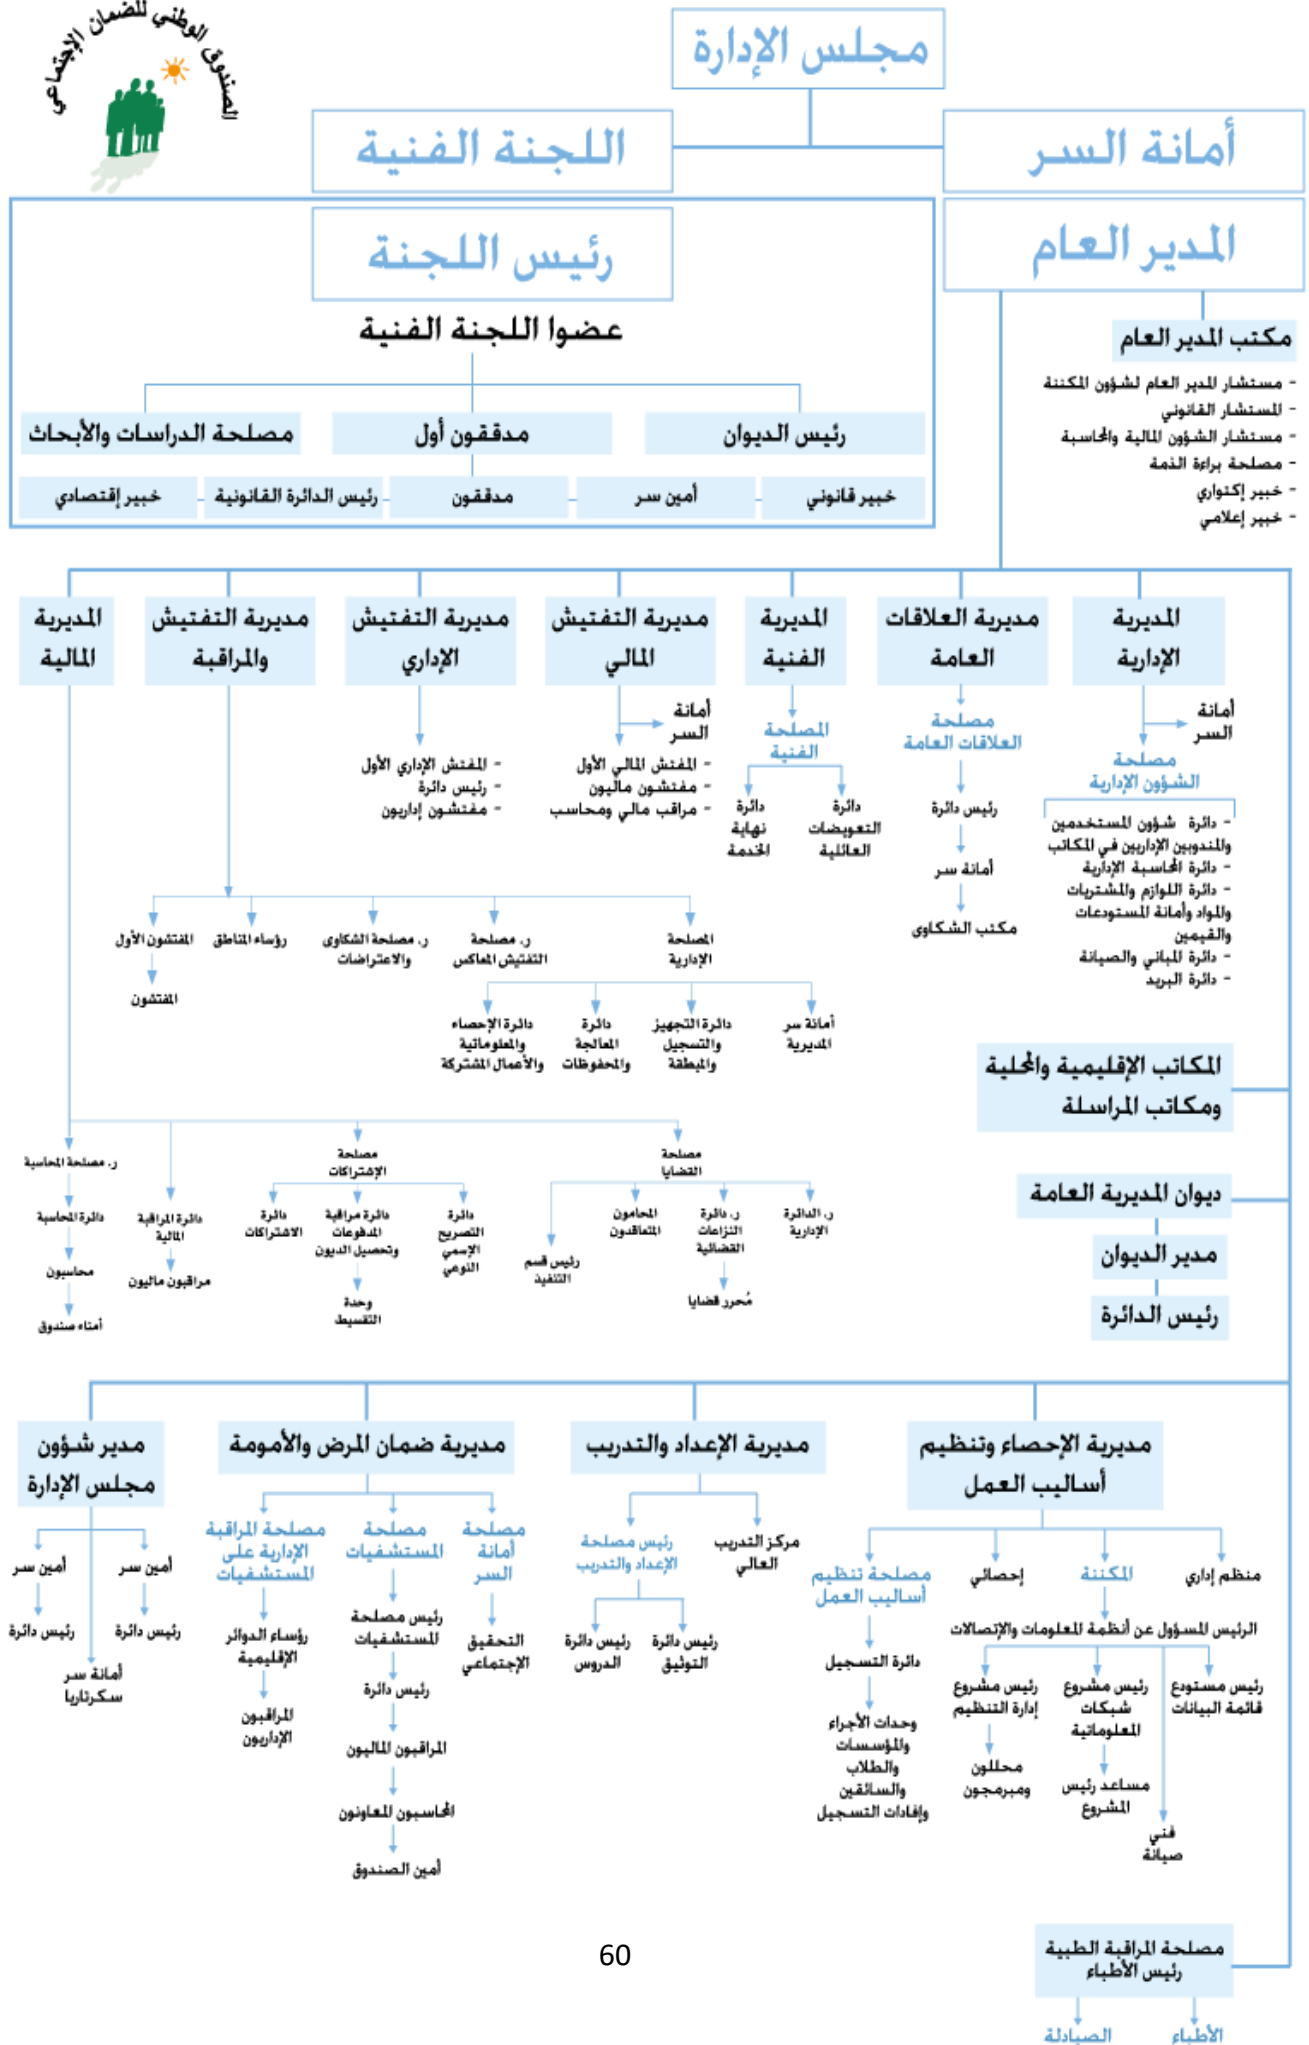 الصندوق الوطني للضمان الإجتماعي
مجلس الإدارة
أمانة السر
اللجنة الفنية
المدير العام
رئيس اللجنة
عضوا اللجنة الفنية
رئيس الديوان
مدققون أول
مصلحة الدراسات والأبحاث
خبير قانوني
أمين سر
مدققون
رئيس الدائرة القانونية
خبير إقتصادي
مكتب المدير العام
- مستشار المدير العام لشؤون المكننة
- المستشار القانوني
- مستشار الشؤون المالية والمحاسبة
- مصلحة براءة الذمة
- خبير إكتواري
- خبير إعلامي
المديرية
الإدارية
مديرية العلاقات
العامة
المديرية
الفنية
مديرية التفتيش
المالي
مديرية التفتيش
الإداري
مديرية التفتيش
والمراقبة
المديرية
المالية
أمانة
السر
مصلحة
الشؤون الإدارية
- دائرة شؤون المستخدمين
والمندوبين الإداريين في المكاتب
- دائرة المحاسبة الإدارية
- دائرة اللوازم والمشتريات
والمواد وأمانة المستودعات
والقيمين
- دائرة المباني والصيانة
- دائرة البريد
مصلحة
العلاقات العامة
رئيس دائرة
أمانة سر
مكتب الشكاوى
المصلحة
الفنية
دائرة
التعويضات
العائلية
دائرة
نهاية
الخدمة
أمانة
السر
- المفتش المالي الأول
- مفتشون ماليون
- مراقب مالي ومحاسب
- المفتش الإداري الأول
- رئيس دائرة
- مفتشون إداريون
المصلحة
الإدارية
ر. مصلحة
التفتيش المعاكس
ر. مصلحة الشكاوى
والاعتراضات
رؤساء المناطق
المفتشون الأول
المفتشون
أمانة سر
المديرية
دائرة التجهيز
والتسجيل
والمبطقة
دائرة
المعالجة
والمحفوظات
دائرة الإحصاء
والمعلوماتية
والأعمال المشتركة
المكاتب الإقليمية والمحلية
ومكاتب المراسلة
مصلحة
القضايا
مصلحة
الإشتراكات
ر. مصلحة المحاسبة
ر. الدائرة
الإدارية
ر. دائرة
النزاعات
القضائية
المحامون
المتعاقدون
رئيس قسم
التنفيذ
مُحرر قضايا
دائرة
التصريح
الإسمي
النوعي
دائرة مراقبة
المدفوعات
وتحصيل الديون
دائرة
الاشتراكات
وحدة
التقسيط
دائرة المراقبة
المالية
مراقبون ماليون
دائرة المحاسبة
محاسبون
أمناء صندوق
ديوان المديرية العامة
مدير الديوان
رئيس الدائرة
مديرية الإحصاء وتنظيم
أساليب العمل
مديرية الإعداد والتدريب
مديرية ضمان المرض والأمومة
مدير شؤون
مجلس الإدارة
منظم إداري
المكننة
إحصائي
مصلحة تنظيم
أساليب العمل
الرئيس المسؤول عن أنظمة المعلومات والإتصالات
رئيس مستودع
قائمة البيانات
رئيس مشروع
شبكات
المعلوماتية
رئيس مشروع
إدارة التنظيم
مساعد رئيس
المشروع
محللون
ومبرمجون
فني
صيانة
دائرة التسجيل
وحدات الأجراء
والمؤسسات
والطلاب
والسائقين
وإفادات التسجيل
مركز التدريب
العالي
رئيس مصلحة
الإعداد والتدريب
رئيس دائرة
التوثيق
رئيس دائرة
الدروس
مصلحة
أمانة
السر
التحقيق
الإجتماعي
مصلحة
المستشفيات
رئيس مصلحة
المستشفيات
رئيس دائرة
المراقبون الماليون
المحاسبون المعاونون
أمين الصندوق
مصلحة المراقبة
الإدارية على
المستشفيات
رؤساء الدوائر
الإقليمية
المراقبون
الإداريون
أمين سر
رئيس دائرة
أمين سر
رئيس دائرة
أمانة سر
سكرتاريا
60
مصلحة المراقبة الطبية
رئيس الأطباء
الأطباء
الصيادلة